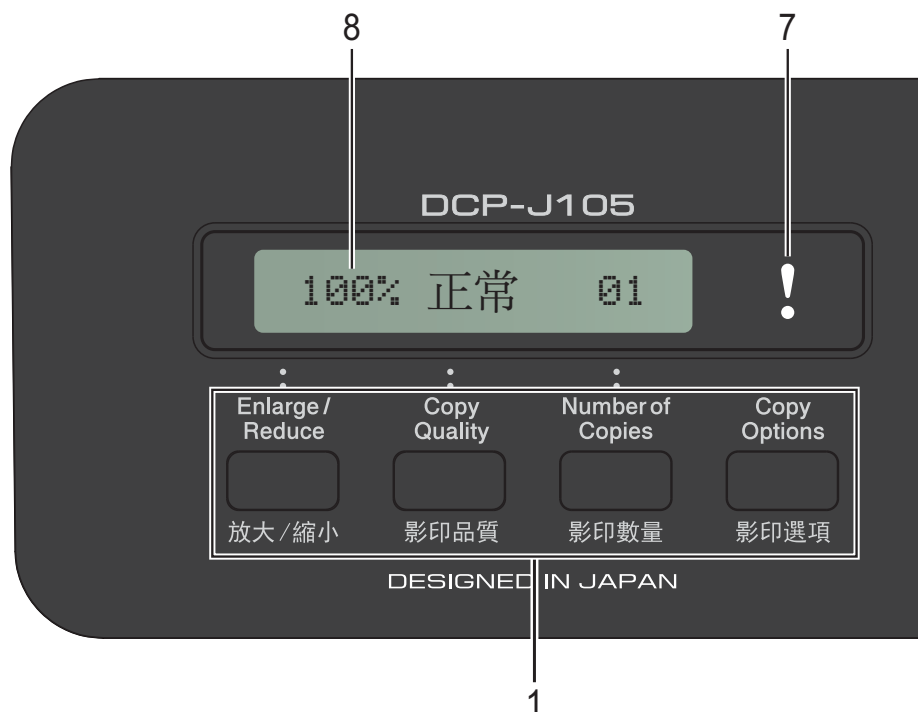 8 7
DCP-J105
100% 正常 01
!
Enlarge / Copy Number of Copy
Reduce Quality Copies Options
放大/縮小 影印品質 影印數量 影印選項
DESIGNED IN JAPAN
1